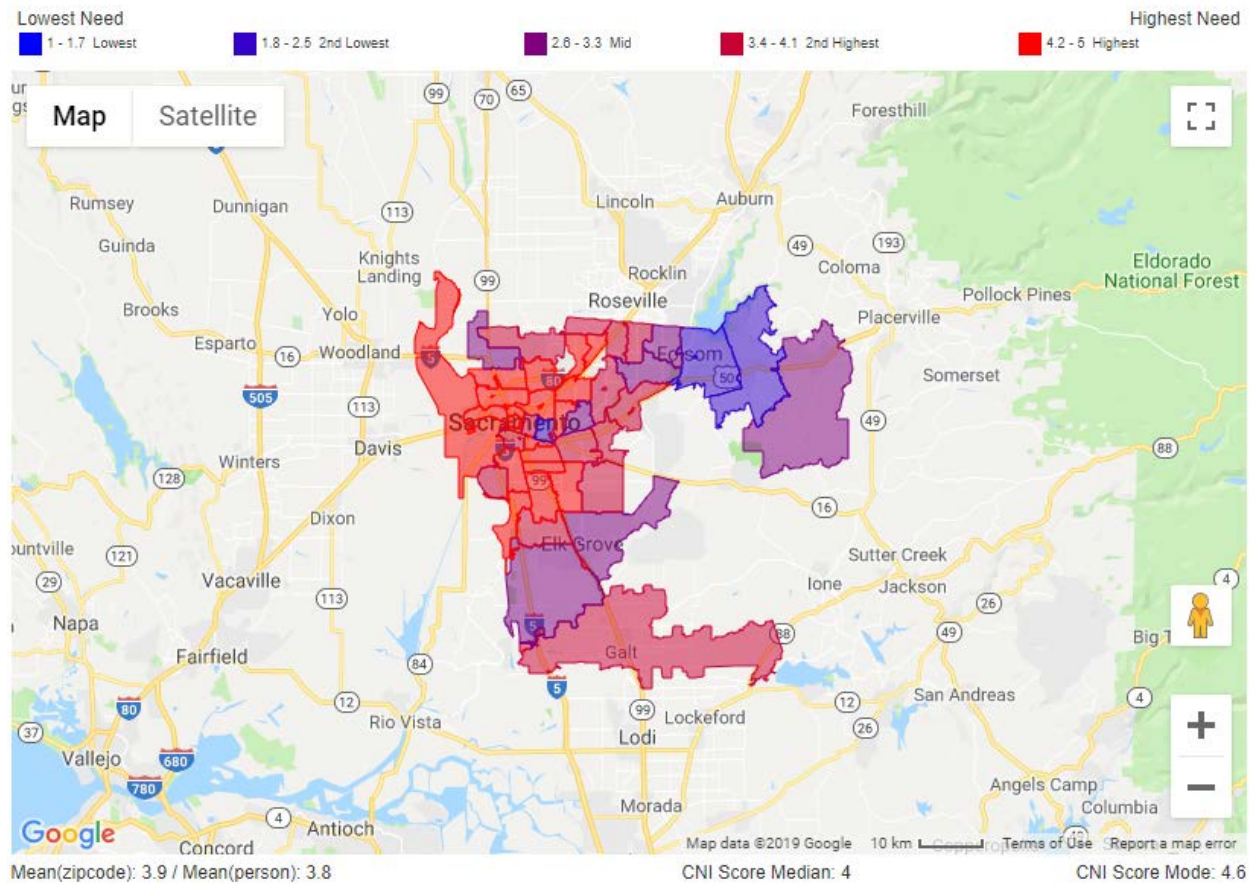 Lowest Need
Highest Need
1 - 1.7 Lowest
1.8 - 2.5 2nd Lowest
2.6 - 3.3 Mid
3.4 - 4.1 2nd Highest
4.2 - 5 Highest
Map
Satellite
99
70
65
Foresthill
Rumsey
Dunnigan
113
Lincoln
Auburn
Guinda
49
193
Knights
Landing
99
Rocklin
Coloma
Eldorado
National Forest
Brooks
Yolo
Roseville
Pollock Pines
Placerville
Esparto
16
Woodland
5
Folsom
80
50
Somerset
505
113
Sacramento
49
Davis
5
88
Winters
128
99
16
Dixon
Elk Grove
121
Sutter Creek
29
Vacaville
113
Ione
Jackson
4
26
Napa
5
88
49
Fairfield
84
Galt
5
80
12
99
Lockeford
12
San Andreas
4
37
Rio Vista
26
Lodi
Vallejo
680
780
Angels Camp
Morada
Columbia
4
Antioch
Google
Concord
Map data ©2019 Google
10 km
Terms of Use
Report a map error
Mean(zipcode): 3.9 / Mean(person): 3.8
CNI Score Median: 4
CNI Score Mode: 4.6